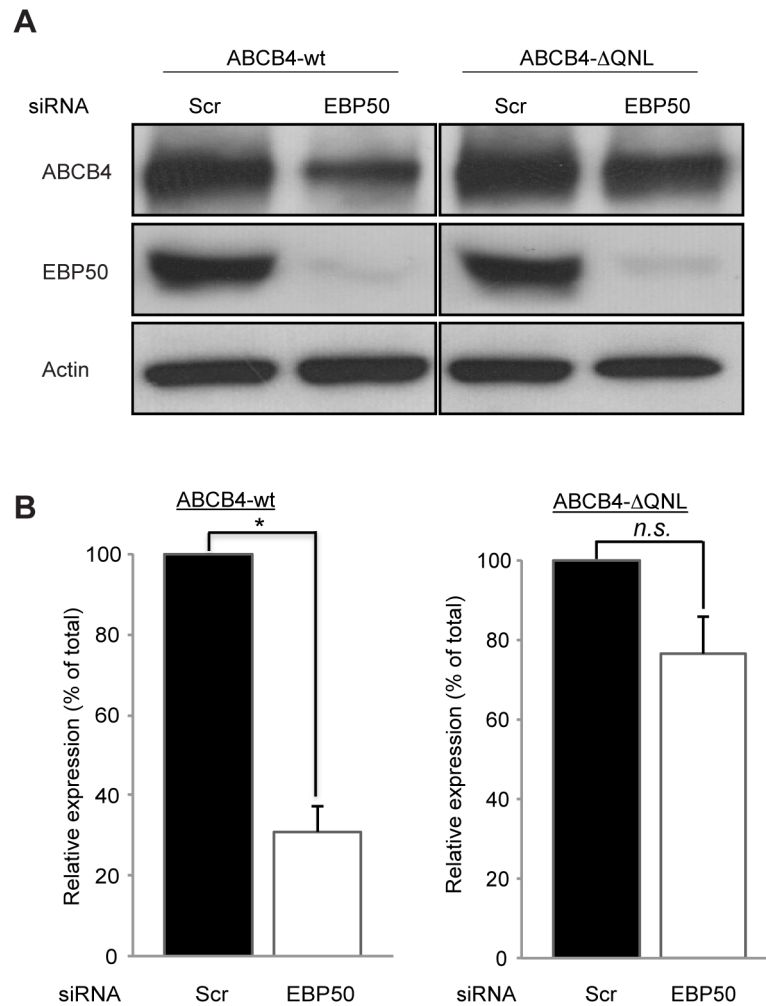 A
ABCB4-wt
ABCB4-ΔQNL
siRNA
Scr
EBP50
Scr
EBP50
ABCB4
EBP50
Actin
B
ABCB4-wt
*
Relative expression (% of total)
100
80
60
40
20
0
siRNA
Scr
EBP50
ABCB4-ΔQNL
n.s.
Relative expression (% of total)
100
80
60
40
20
0
siRNA
Scr
EBP50